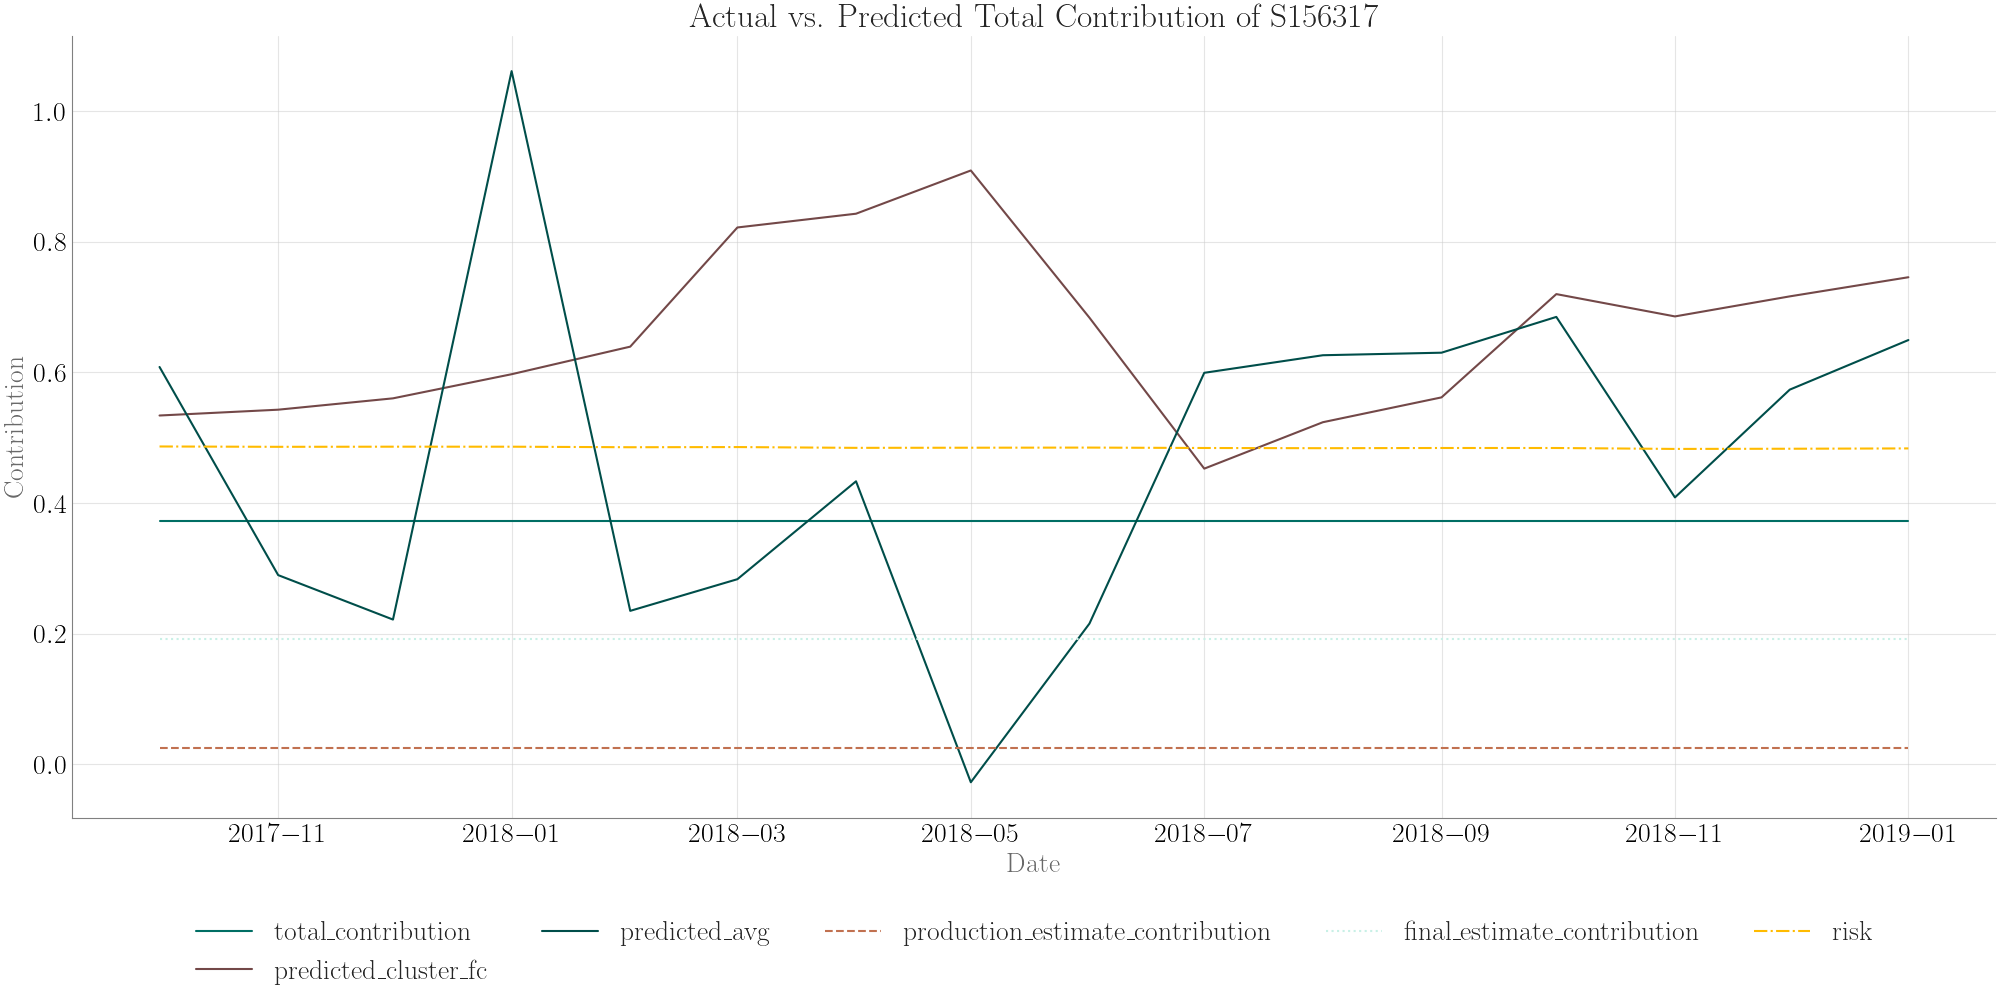 Actual vs. Predicted Total Contribution of S156317
Contribution
1.0
0.8
0.6
0.4
0.2
0.0
2017–11 2018–01 2018–03 2018–05 2018–07 2018–09 2018–11 2019–01
Date
total_contribution predicted_avg production_estimate_contribution final_estimate_contribution risk
predicted_cluster_fc